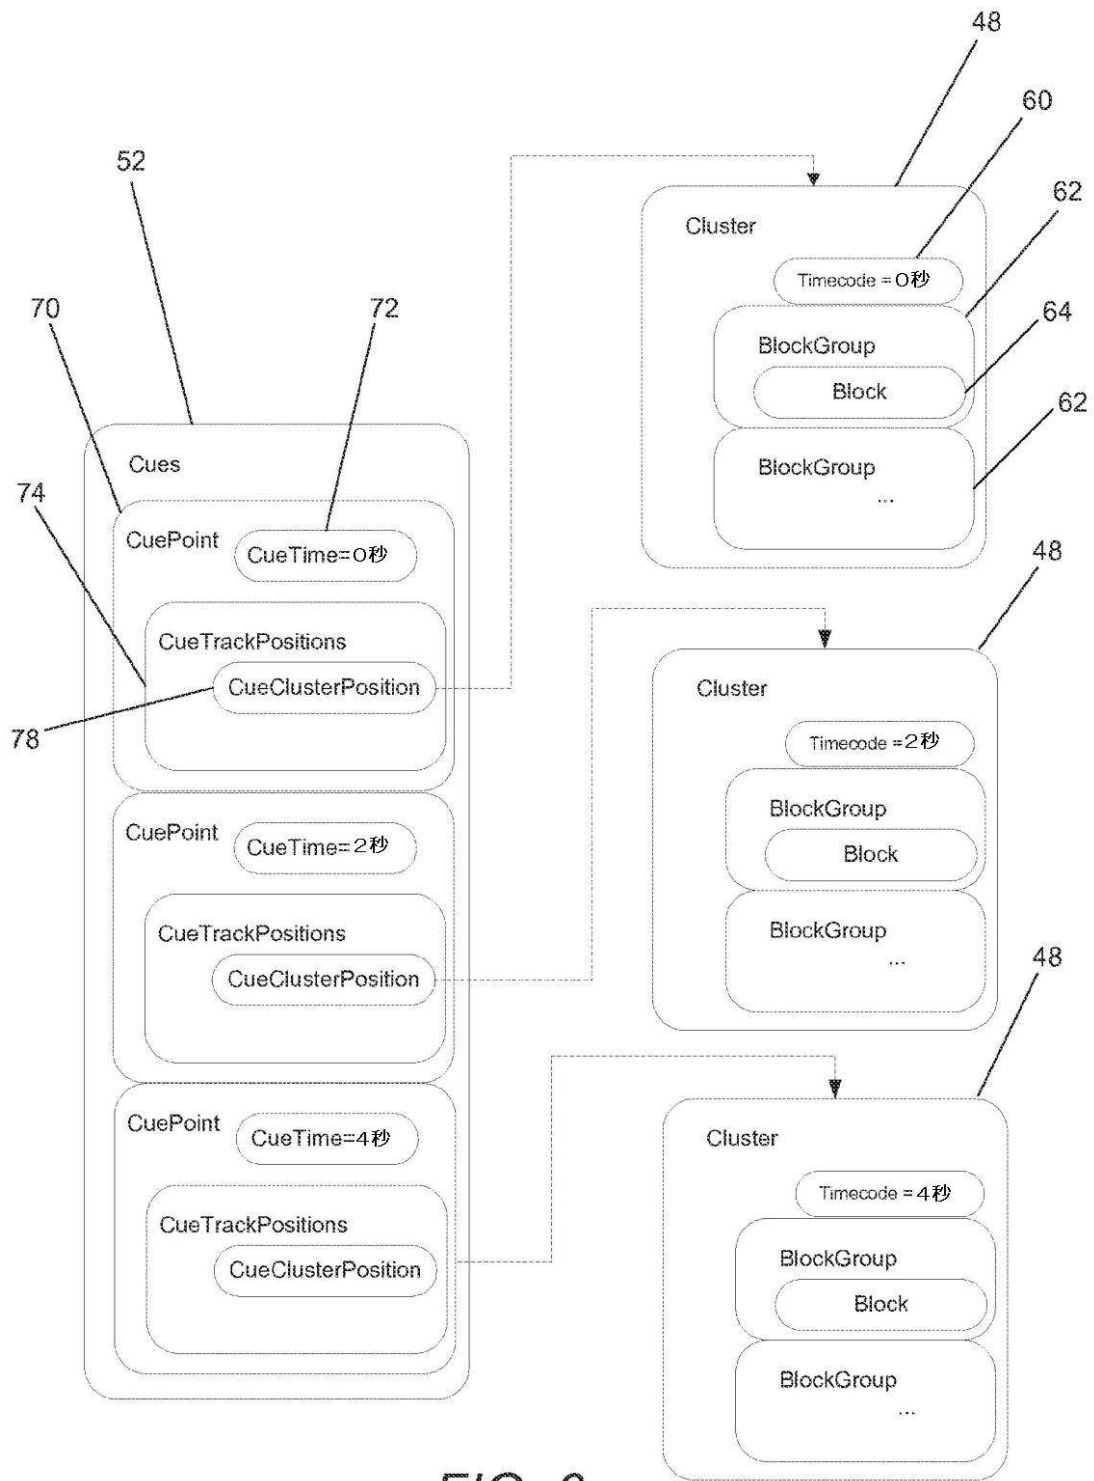 48
60
52
62
Cluster
Timecode = 0秒
70
72
64
BlockGroup
Block
62
Cues
BlockGroup
...
74
CuePoint
CueTime=0秒
48
CueTrackPositions
CueClusterPosition
Cluster
78
Timecode =2秒
CuePoint
CueTime=2秒
BlockGroup
Block
CueTrackPositions
BlockGroup
...
CueClusterPosition
48
CuePoint
CueTime=4秒
Cluster
Timecode =4秒
CueTrackPositions
BlockGroup
CueClusterPosition
Block
BlockGroup
...